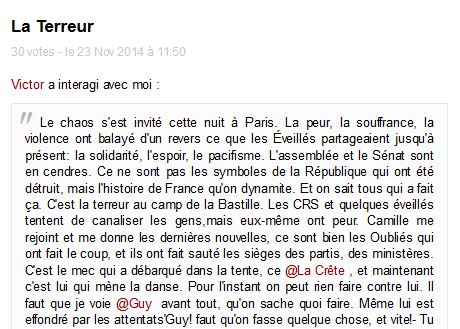 La Terreur
30 votes - le 23 Nov 2014 à 11:50
Victor a interagi avec moi :
" Le chaos s'est invité cette nuit à Paris. La peur, la souffrance, la
violence ont balayé d'un revers ce que les Éveillés partageaient jusqu'à
présent: la solidarité, l'espoir, le pacifisme. L'assemblée et le Sénat sont
en cendres. Ce ne sont pas les symboles de la République qui ont été
détruit, mais l'histoire de France qu'on dynamite. Et on sait tous qui a fait
ça. C'est la terreur au camp de la Bastille. Les CRS et quelques éveillés
tentent de canaliser les gens,mais eux-même ont peur. Camille me
rejoint et me donne les dernières nouvelles, ce sont bien les Oubliés qui
ont fait le coup, et ils ont fait sauté les sièges des partis, des ministères.
C'est le mec qui a débarqué dans la tente, ce @La Crête , et maintenant
c'est lui qui mène la danse. Pour l'instant on peut rien faire contre lui. Il
faut que je voie @Guy avant tout, qu'on sache quoi faire. Même lui est
effondré par les attentats'Guy! faut qu'on fasse quelque chose, et vite!- Tu